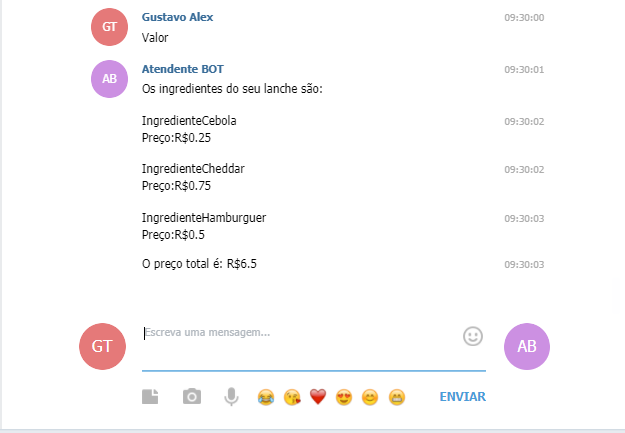 GT
Gustavo Alex
09:30:00
Valor
AB
Atendente BOT
09:30:01
Os ingredientes do seu lanche são:
IngredienteCebola
09:30:02
Preço:R$0.25
IngredienteCheddar
09:30:02
Preço:R$0.75
IngredienteHamburguer
09:30:03
Preço:R$0.5
O preço total é: R$6.5
09:30:03
GT
Escreva uma mensagem...
AB
ENVIAR